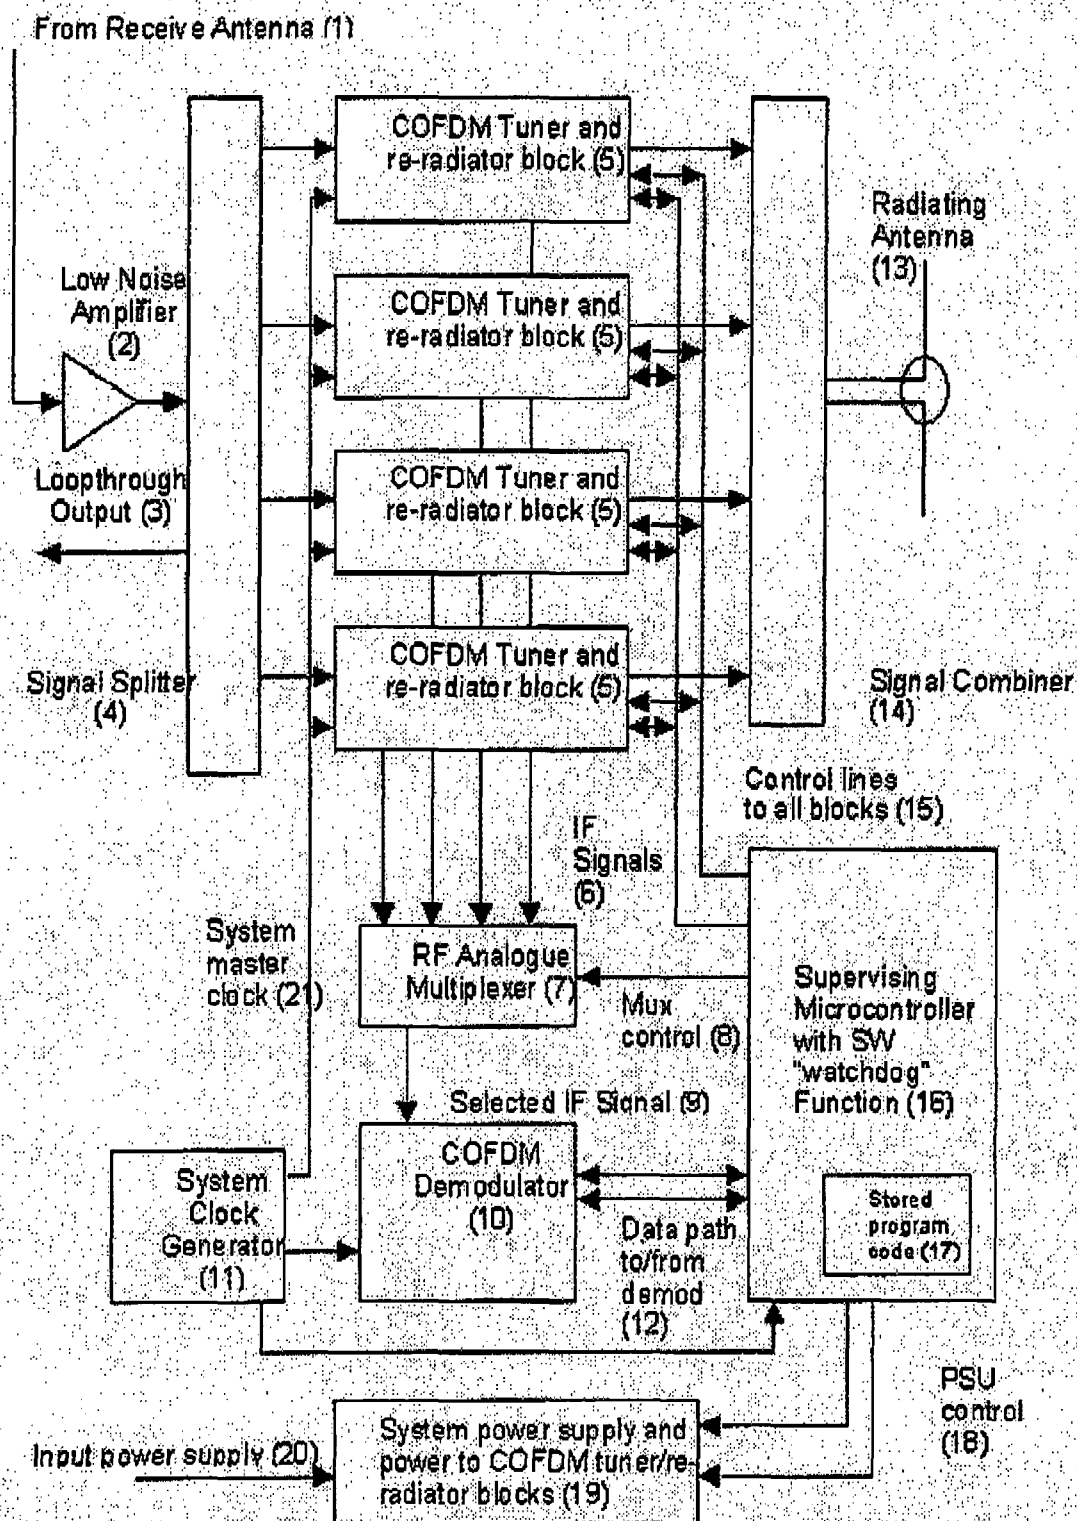 From Receive Antenna (1)
COFDM Tuner and
re-radiator block (5)
Radiating
Antenna
(13)
Low Noise
Amplifier
(2)
COFDM Tuner and
re-radiator block (5)
Loopthrough
Output (3)
COFDM Tuner and
re-radiator block (5)
Signal Splitter
(4)
COFDM Tuner and
re-radiator block (5)
Signal Combiner
(14)
Control lines
to all blocks (15)
IF
Signals
(6)
System
master
clock (21)
RF Analogue
Multiplexer (7)
Mux
control (8)
Supervising
Microcontroller
with SW
"watchdog"
Function (16)
Selected IF Signal (9)
COFDM
Demodulator
(10)
System
Clock
Generator
(11)
Stored
program
code (17)
Data path
to/from
demod
(12)
PSU
control
(18)
Input power supply (20)
System power supply and
power to COFDM tuner/re-
radiator blocks (19)